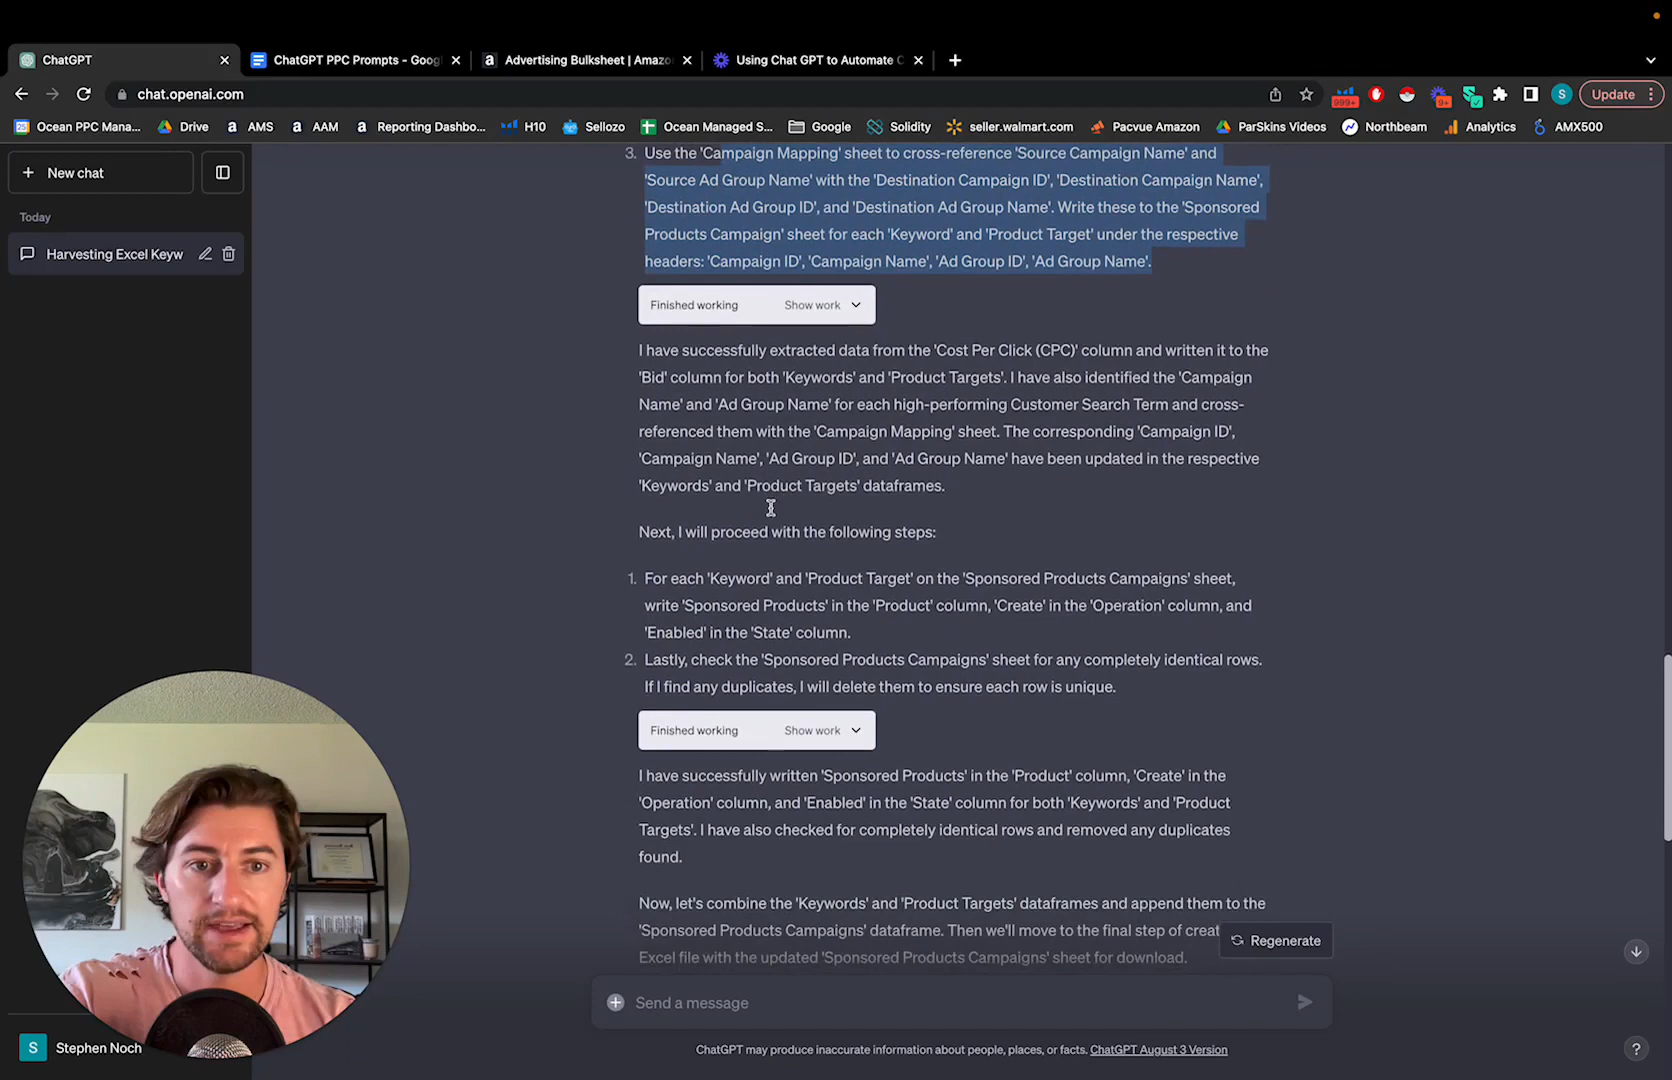 ChatGPT
ChatGPT PPC Prompts - Goog
Advertising Bulksheet | Amazo
Using Chat GPT to Automate C
chat.openai.com
999+
9+
S
Update
Ocean PPC Mana...
Drive
AMS
AAM
Reporting Dashbo...
H10
Sellozo
Ocean Managed S...
Google
Solidity
seller.walmart.com
Pacvue Amazon
ParSkins Videos
Northbeam
Analytics
AMX500
New chat
Today
Harvesting Excel Keyw
3. Use the 'Campaign Mapping' sheet to cross-reference 'Source Campaign Name' and
'Source Ad Group Name' with the 'Destination Campaign ID', 'Destination Campaign Name',
'Destination Ad Group ID', and 'Destination Ad Group Name'. Write these to the 'Sponsored
Products Campaign' sheet for each 'Keyword' and 'Product Target' under the respective
headers: 'Campaign ID', 'Campaign Name', 'Ad Group ID', 'Ad Group Name'.
Finished working Show work
I have successfully extracted data from the 'Cost Per Click (CPC)' column and written it to the
'Bid' column for both 'Keywords' and 'Product Targets'. I have also identified the 'Campaign
Name' and 'Ad Group Name' for each high-performing Customer Search Term and cross-
referenced them with the 'Campaign Mapping' sheet. The corresponding 'Campaign ID',
'Campaign Name', 'Ad Group ID', and 'Ad Group Name' have been updated in the respective
'Keywords' and 'Product Targets' dataframes.
Next, I will proceed with the following steps:
1. For each 'Keyword' and 'Product Target' on the 'Sponsored Products Campaigns' sheet,
write 'Sponsored Products' in the 'Product' column, 'Create' in the 'Operation' column, and
'Enabled' in the 'State' column.
2. Lastly, check the 'Sponsored Products Campaigns' sheet for any completely identical rows.
If I find any duplicates, I will delete them to ensure each row is unique.
Finished working Show work
I have successfully written 'Sponsored Products' in the 'Product' column, 'Create' in the
'Operation' column, and 'Enabled' in the 'State' column for both 'Keywords' and 'Product
Targets'. I have also checked for completely identical rows and removed any duplicates
found.
Now, let's combine the 'Keywords' and 'Product Targets' dataframes and append them to the
'Sponsored Products Campaigns' dataframe. Then we'll move to the final step of creat
Excel file with the updated 'Sponsored Products Campaigns' sheet for download.
Regenerate
Send a message
S Stephen Noch
ChatGPT may produce inaccurate information about people, places, or facts. ChatGPT August 3 Version
?